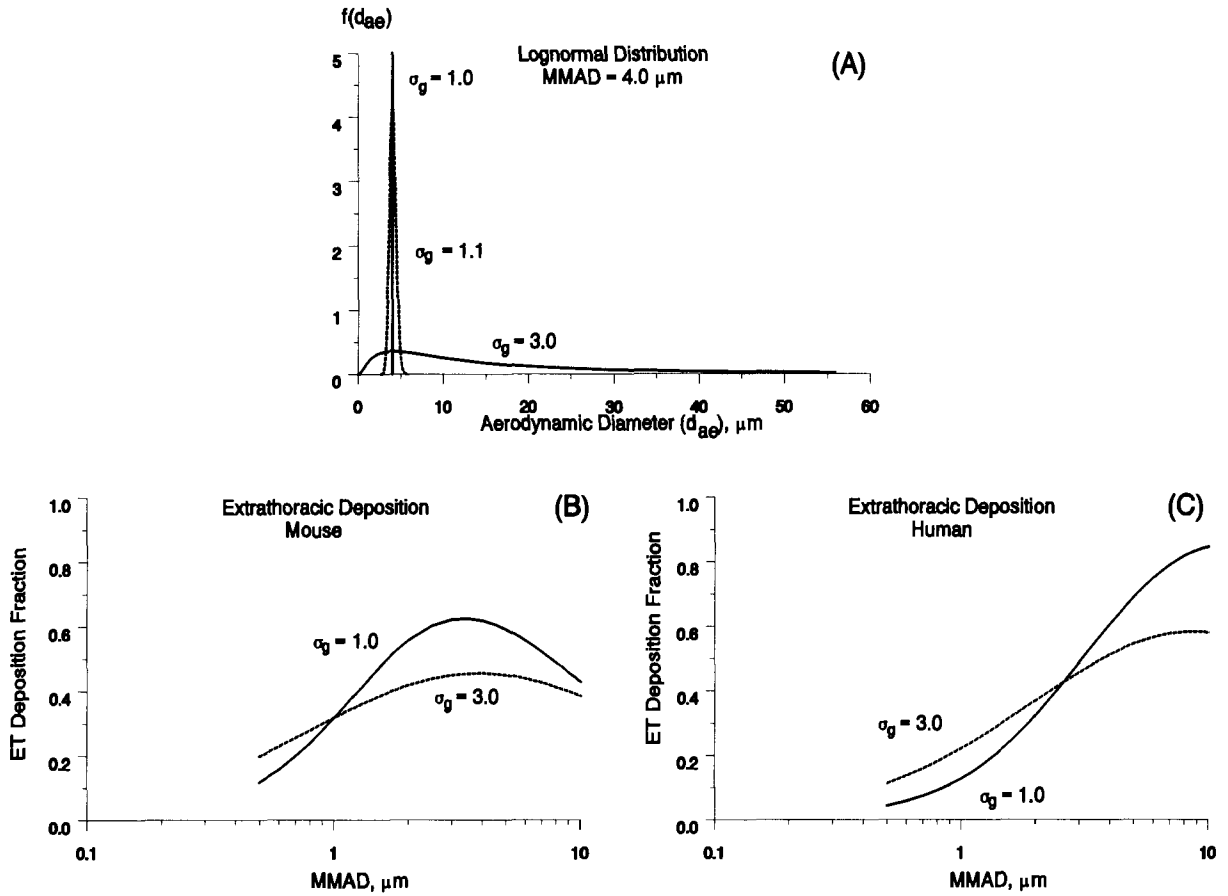 f(dae)
Lognormal Distribution
MMAD = 4.0 μm
(A)
σg = 1.0
σg = 1.1
σg = 3.0
5
4
3
2
1
0
0 10 20 30 40 50 60
Aerodynamic Diameter (dae), μm
Extrathoracic Deposition
Mouse
(B)
ET Deposition Fraction
1.0
0.8
0.6
0.4
0.2
0.0
σg = 1.0
σg = 3.0
0.1 1 10
MMAD, μm
Extrathoracic Deposition
Human
(C)
ET Deposition Fraction
1.0
0.8
0.6
0.4
0.2
0.0
σg = 3.0
σg = 1.0
0.1 1 10
MMAD, μm